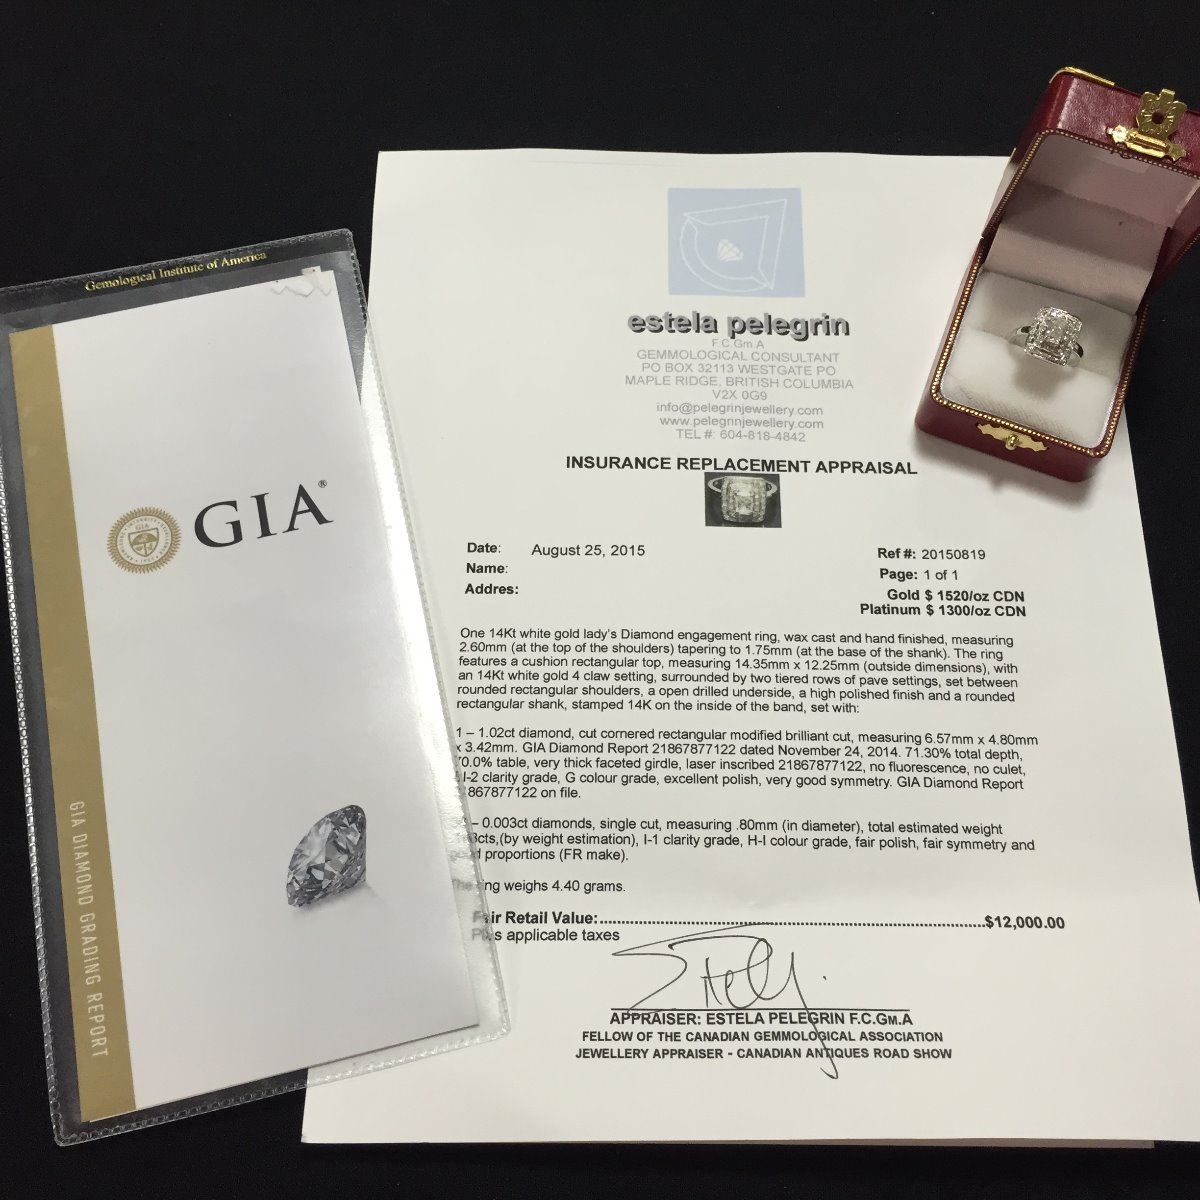 Gemological Institute of America
GIA®
GIA
GIA DIAMOND GRADING REPORT
estela pelegrin
F.C.Gm.A
GEMMOLOGICAL CONSULTANT
PO BOX 32113 WESTGATE PO
MAPLE RIDGE, BRITISH COLUMBIA
V2X 0G9
info@pelegrinjewellery.com
www.pelegrinjewellery.com
TEL #: 604-818-4842
INSURANCE REPLACEMENT APPRAISAL
Date: August 25, 2015 Ref #: 20150819
Name: Page: 1 of 1
Addres: Gold $ 1520/oz CDN
Platinum $ 1300/oz CDN
One 14Kt white gold lady's Diamond engagement ring, wax cast and hand finished, measuring
2.60mm (at the top of the shoulders) tapering to 1.75mm (at the base of the shank). The ring
features a cushion rectangular top, measuring 14.35mm x 12.25mm (outside dimensions), with
an 14Kt white gold 4 claw setting, surrounded by two tiered rows of pave settings, set between
rounded rectangular shoulders, a open drilled underside, a high polished finish and a rounded
rectangular shank, stamped 14K on the inside of the band, set with:
1 – 1.02ct diamond, cut cornered rectangular modified brilliant cut, measuring 6.57mm x 4.80mm
x 3.42mm. GIA Diamond Report 21867877122 dated November 24, 2014. 71.30% total depth,
70.0% table, very thick faceted girdle, laser inscribed 21867877122, no fluorescence, no culet,
I-2 clarity grade, G colour grade, excellent polish, very good symmetry. GIA Diamond Report
21867877122 on file.
– 0.003ct diamonds, single cut, measuring .80mm (in diameter), total estimated weight
(by weight estimation), I-1 clarity grade, H-I colour grade, fair polish, fair symmetry and
good proportions (FR make).
The ring weighs 4.40 grams.
Fair Retail Value:.....................................................................................$12,000.00
Plus applicable taxes
Estely.
APPRAISER: ESTELA PELEGRIN F.C.Gm.A
FELLOW OF THE CANADIAN GEMMOLOGICAL ASSOCIATION
JEWELLERY APPRAISER - CANADIAN ANTIQUES ROAD SHOW